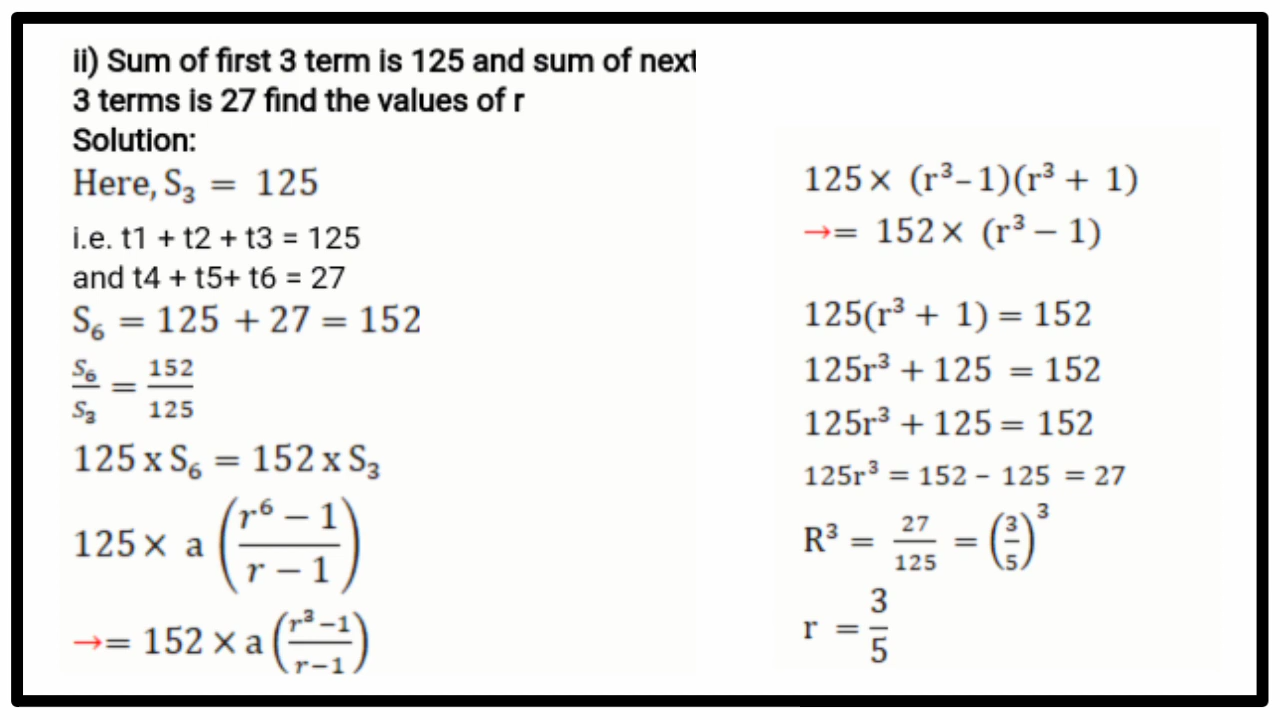 ii) Sum of first 3 term is 125 and sum of next
3 terms is 27 find the values of r
Solution:
Here, S₃ = 125
i.e. t1 + t2 + t3 = 125
and t4 + t5+ t6 = 27
S₆ = 125 + 27 = 152
S₆/S₃ = 152/125
125 x S₆ = 152 x S₃
125 × a ((r⁶ − 1)/(r − 1))
→= 152 × a ((r³−1)/(r−1))
125 × (r³− 1)(r³ + 1)
→= 152 × (r³ − 1)
125(r³ + 1) = 152
125r³ + 125 = 152
125r³ + 125 = 152
125r³ = 152 − 125 = 27
R³ = 27/125 = (3/5)³
r = 3/5